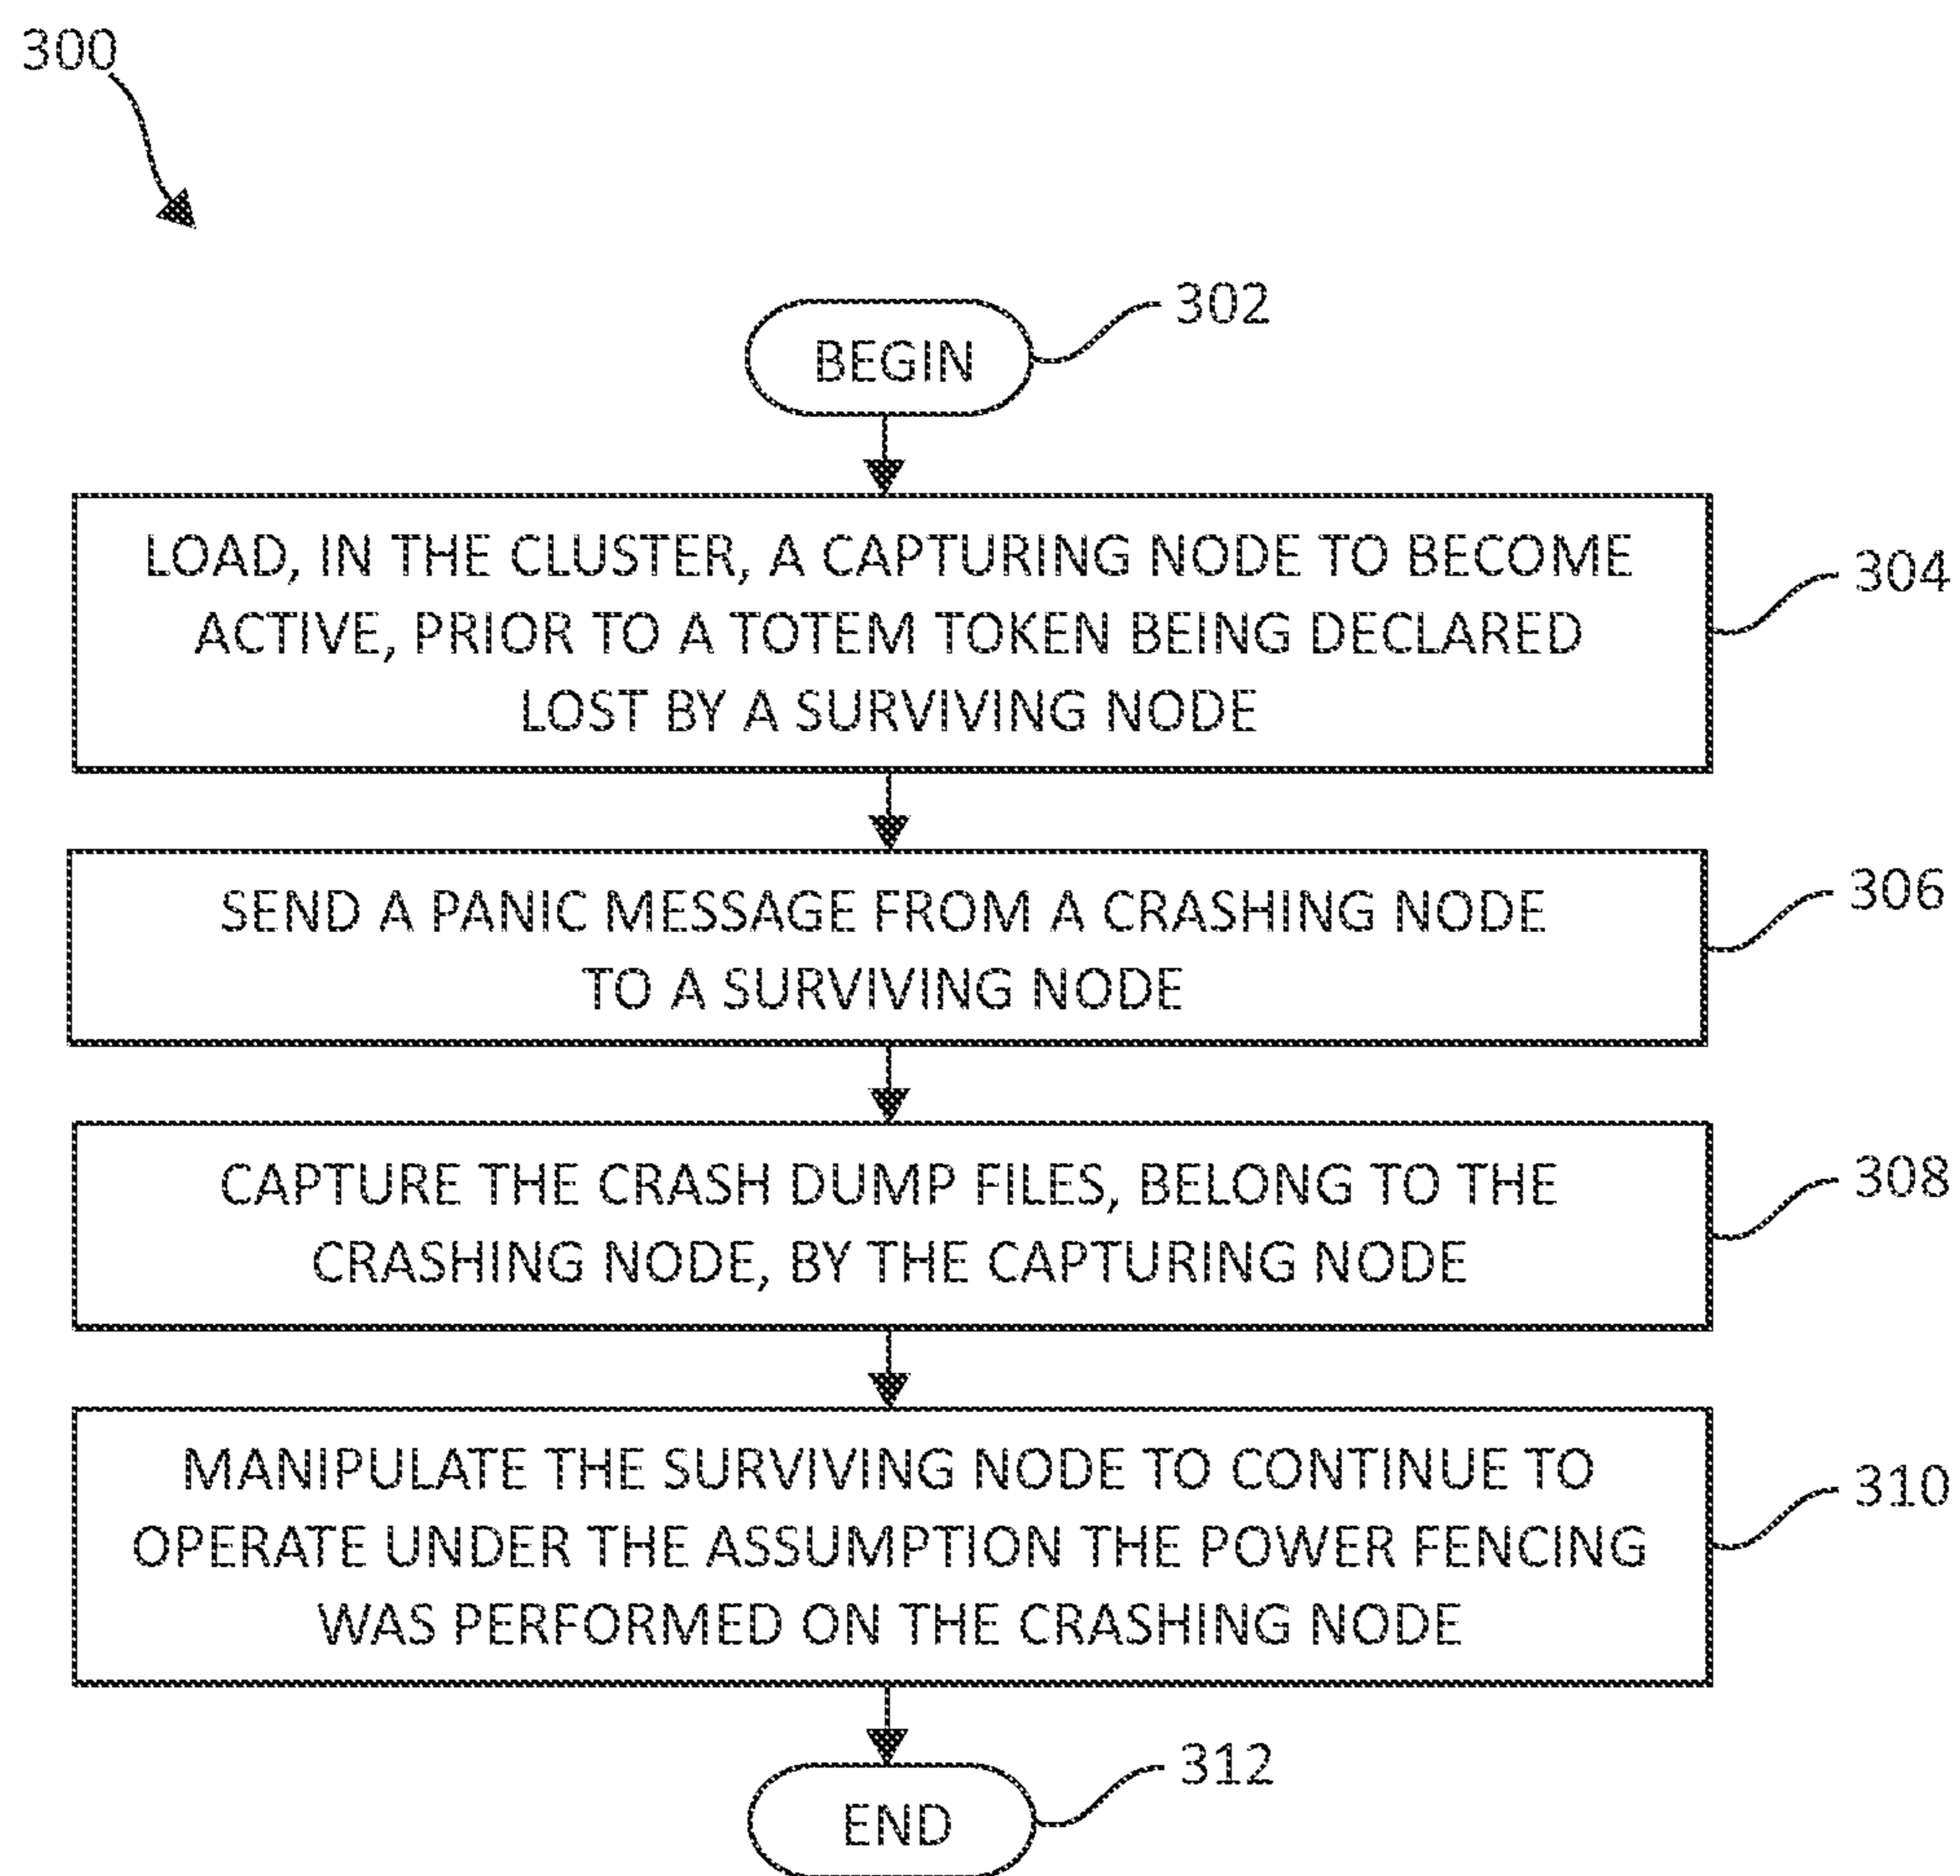 300
302
BEGIN
LOAD, IN THE CLUSTER, A CAPTURING NODE TO BECOME
ACTIVE, PRIOR TO A TOTEM TOKEN BEING DECLARED
LOST BY A SURVIVING NODE
304
SEND A PANIC MESSAGE FROM A CRASHING NODE
TO A SURVIVING NODE
306
CAPTURE THE CRASH DUMP FILES, BELONG TO THE
CRASHING NODE, BY THE CAPTURING NODE
308
MANIPULATE THE SURVIVING NODE TO CONTINUE TO
OPERATE UNDER THE ASSUMPTION THE POWER FENCING
WAS PERFORMED ON THE CRASHING NODE
310
312
END